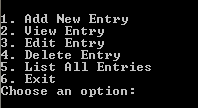 1. Add New Entry
2. View Entry
3. Edit Entry
4. Delete Entry
5. List All Entries
6. Exit
Choose an option: